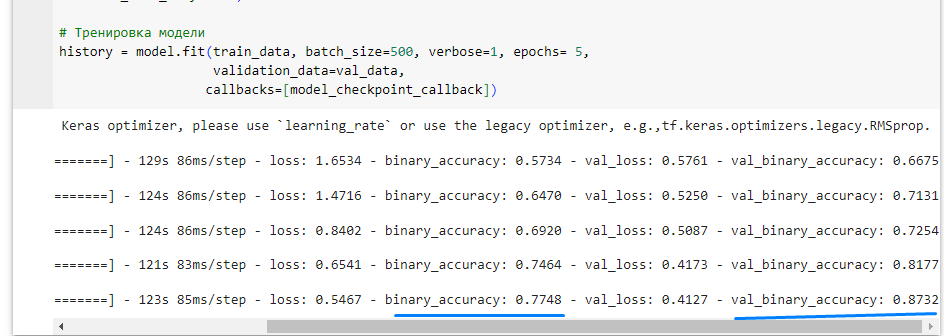 # Тренировка модели
history = model.fit(train_data, batch_size=500, verbose=1, epochs= 5,
validation_data=val_data,
callbacks=[model_checkpoint_callback])
Keras optimizer, please use `learning_rate` or use the legacy optimizer, e.g.,tf.keras.optimizers.legacy.RMSprop.
=======] - 129s 86ms/step - loss: 1.6534 - binary_accuracy: 0.5734 - val_loss: 0.5761 - val_binary_accuracy: 0.6675
=======] - 124s 86ms/step - loss: 1.4716 - binary_accuracy: 0.6470 - val_loss: 0.5250 - val_binary_accuracy: 0.7131
=======] - 124s 86ms/step - loss: 0.8402 - binary_accuracy: 0.6920 - val_loss: 0.5087 - val_binary_accuracy: 0.7254
=======] - 121s 83ms/step - loss: 0.6541 - binary_accuracy: 0.7464 - val_loss: 0.4173 - val_binary_accuracy: 0.8177
=======] - 123s 85ms/step - loss: 0.5467 - binary_accuracy: 0.7748 - val_loss: 0.4127 - val_binary_accuracy: 0.8732